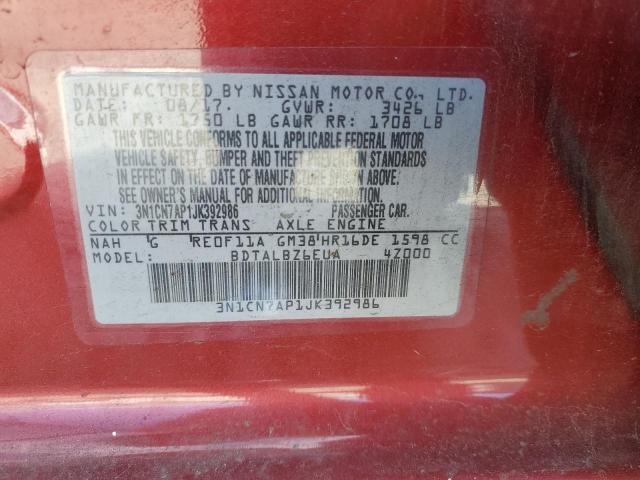 MANUFACTURED BY NISSAN MOTOR CO., LTD.
DATE: 08/17. GVWR: 3426 LB
GAWR FR: 1750 LB GAWR RR: 1708 LB
THIS VEHICLE CONFORMS TO ALL APPLICABLE FEDERAL MOTOR
VEHICLE SAFETY, BUMPER AND THEFT PREVENTION STANDARDS
IN EFFECT ON THE DATE OF MANUFACTURE SHOWN ABOVE.
SEE OWNER'S MANUAL FOR ADDITIONAL INFORMATION.
VIN: 3N1CN7AP1JK392986 PASSENGER CAR.
COLOR TRIM TRANS AXLE ENGINE
NAH G RE0F11A GM38 HR16DE 1598 CC
MODEL: BDTALBZ6EUA 4Z000
3N1CN7AP1JK392986